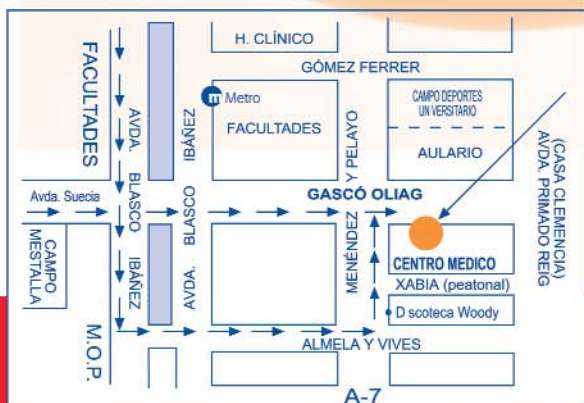 H. CLÍNICO
GÓMEZ FERRER
FACULTADES
AVDA.
BLASCO
IBÁÑEZ
IBÁÑEZ
BLASCO
AVDA.
Metro
FACULTADES
Y PELAYO
MENÉNDEZ
CAMPO DEPORTES
UN VERSITARIO
AULARIO
(CASA CLEMENCIA)
AVDA. PRIMADO REIG
Avda. Suecia
GASCÓ OLIAG
CAMPO
MESTALLA
CENTRO MEDICO
XABIA (peatonal)
D scoteca Woody
M.O.P.
ALMELA Y VIVES
A-7